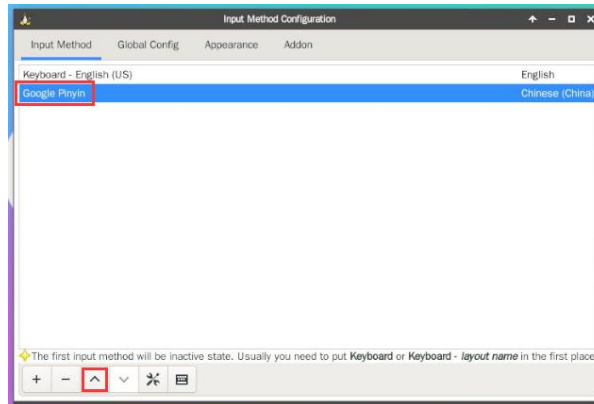 Input Method Configuration
Input Method Global Config Appearance Addon
Keyboard - English (US) English
Google Pinyin Chinese (China)
The first input method will be inactive state. Usually you need to put Keyboard or Keyboard - layout name in the first place